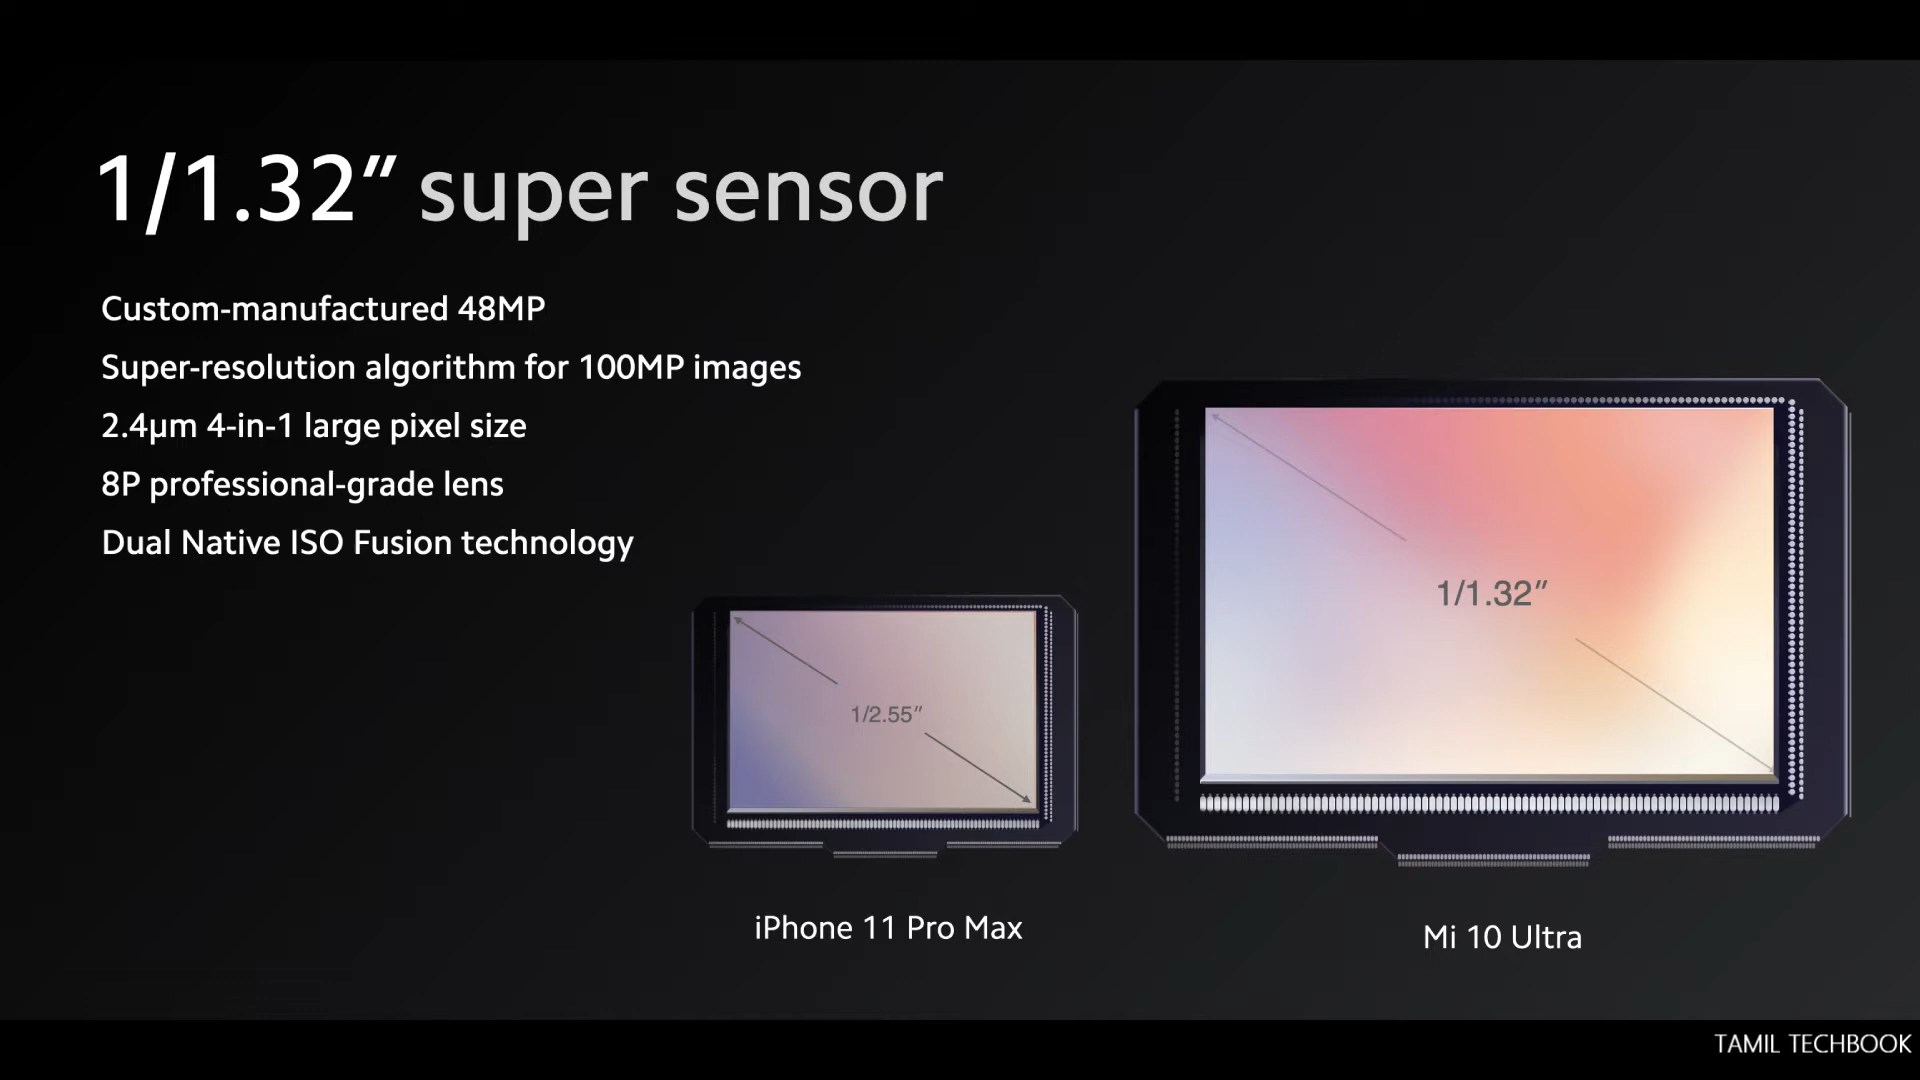 1/1.32” super sensor
Custom-manufactured 48MP
Super-resolution algorithm for 100MP images
2.4μm 4-in-1 large pixel size
8P professional-grade lens
Dual Native ISO Fusion technology
1/2.55”
1/1.32”
iPhone 11 Pro Max
Mi 10 Ultra
TAMIL TECHBOOK